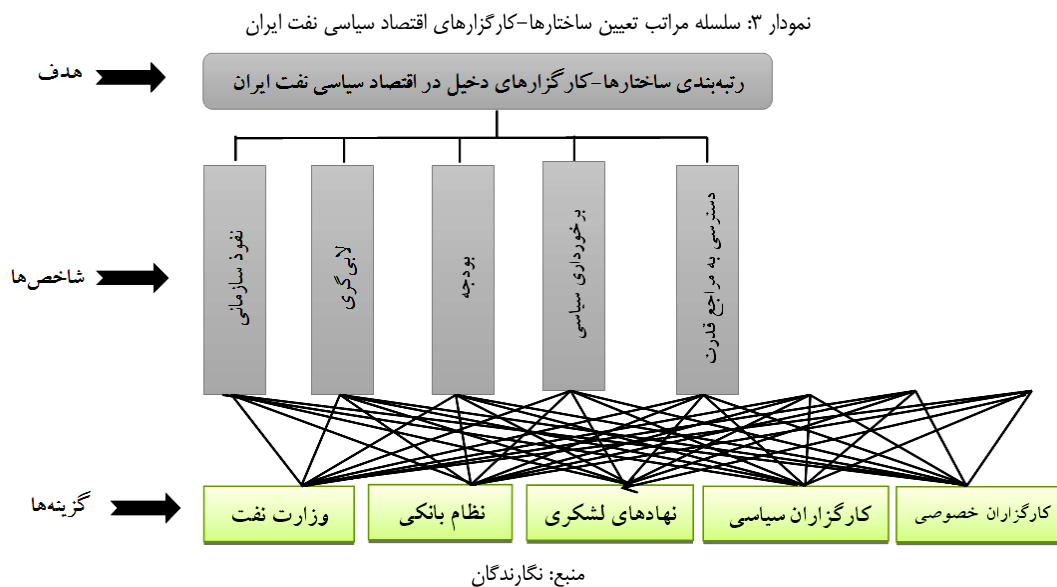 نمودار ۳: سلسله مراتب تعیین ساختارها-کارگزارهای اقتصاد سیاسی نفت ایران
هدف
رتبه‌بندی ساختارها-کارگزارهای دخیل در اقتصاد سیاسی نفت ایران
شاخص‌ها
دسترسی به مراجع قدرت
برخورداری سیاسی
بودجه
لابی‌گری
نفوذ سازمانی
گزینه‌ها
کارگزاران خصوصی
کارگزاران سیاسی
نهادهای لشکری
نظام بانکی
وزارت نفت
منبع: نگارندگان